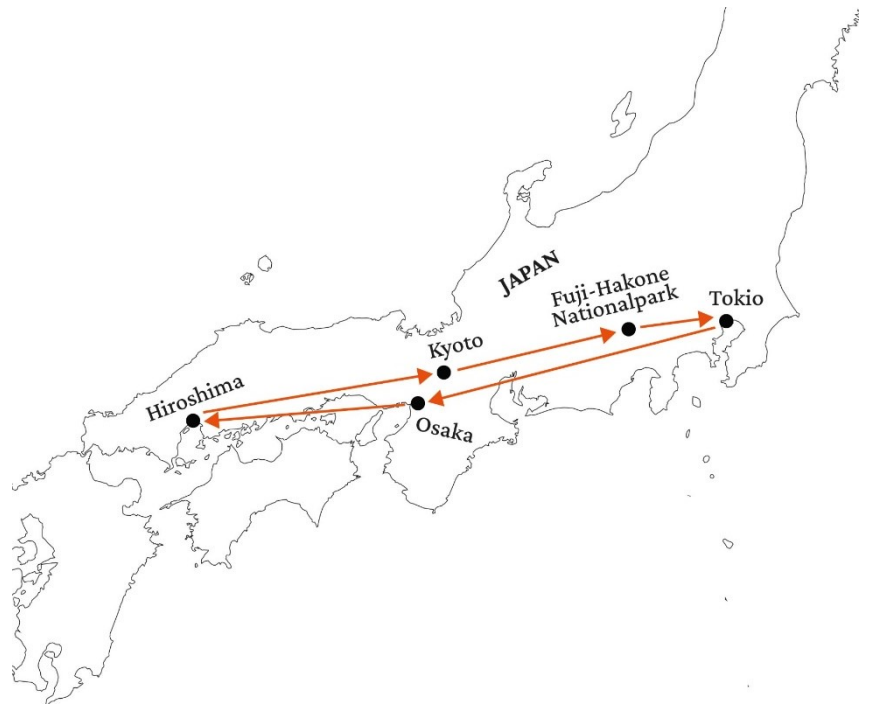 JAPAN
Fuji-Hakone
Nationalpark
Tokio
Kyoto
Hiroshima
Osaka